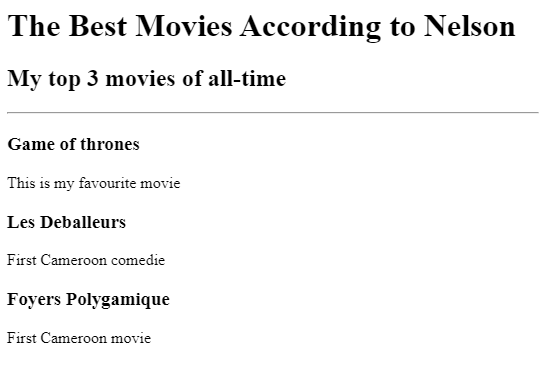 The Best Movies According to Nelson
My top 3 movies of all-time
Game of thrones
This is my favourite movie
Les Deballeurs
First Cameroon comedie
Foyers Polygamique
First Cameroon movie